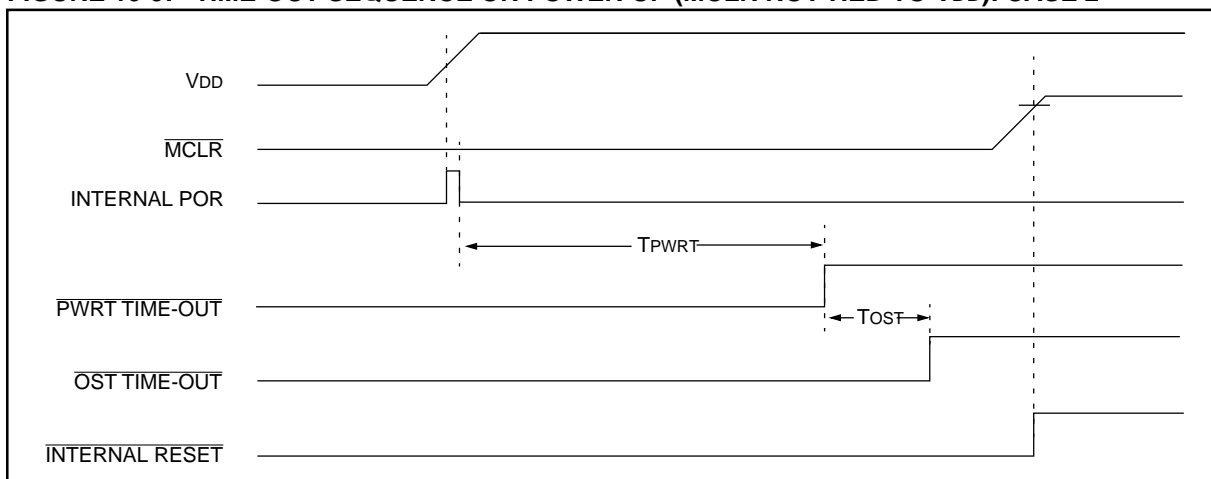 VDD
MCLR
INTERNAL POR
TPWRT
PWRT TIME-OUT
TOST
OST TIME-OUT
INTERNAL RESET